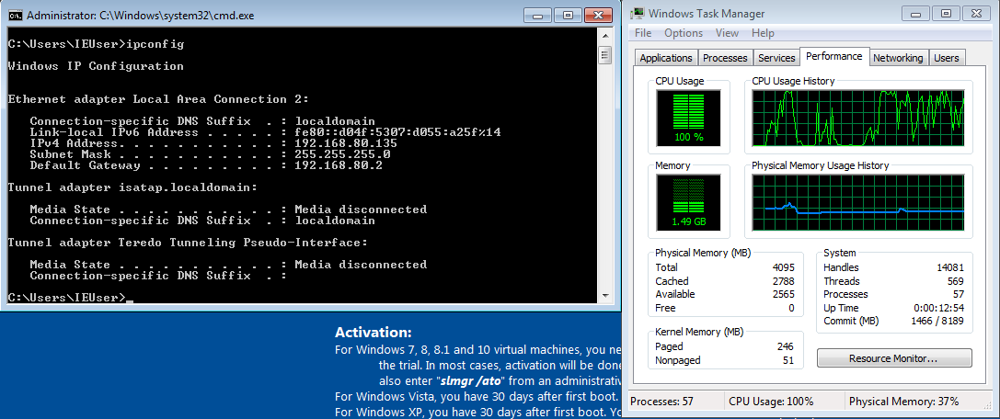 Administrator: C:\Windows\system32\cmd.exe
C:\Users\IEUser>ipconfig
Windows IP Configuration
Ethernet adapter Local Area Connection 2:
Connection-specific DNS Suffix . : localdomain
Link-local IPv6 Address . . . . . : fe80::d04f:5307:d055:a25fx14
IPv4 Address. . . . . . . . . . . : 192.168.80.135
Subnet Mask . . . . . . . . . . . : 255.255.255.0
Default Gateway . . . . . . . . . : 192.168.80.2
Tunnel adapter isatap.localdomain:
Media State . . . . . . . . . . . : Media disconnected
Connection-specific DNS Suffix . : localdomain
Tunnel adapter Teredo Tunneling Pseudo-Interface:
Media State . . . . . . . . . . . : Media disconnected
Connection-specific DNS Suffix . :
C:\Users\IEUser>_
Activation:
For Windows 7, 8, 8.1 and 10 virtual machines, you ne
the trial. In most cases, activation will be done
also enter "slmgr /ato" from an administrativ
For Windows Vista, you have 30 days after first boot.
For Windows XP, you have 30 days after first boot. Yo
Windows Task Manager
File Options View Help
Applications Processes Services Performance Networking Users
CPU Usage CPU Usage History
100 %
Memory Physical Memory Usage History
1.49 GB
Physical Memory (MB)
Total 4095
Cached 2788
Available 2565
Free 0
System
Handles 14081
Threads 569
Processes 57
Up Time 0:00:12:54
Commit (MB) 1466 / 8189
Kernel Memory (MB)
Paged 246
Nonpaged 51
Resource Monitor...
Processes: 57 CPU Usage: 100% Physical Memory: 37%